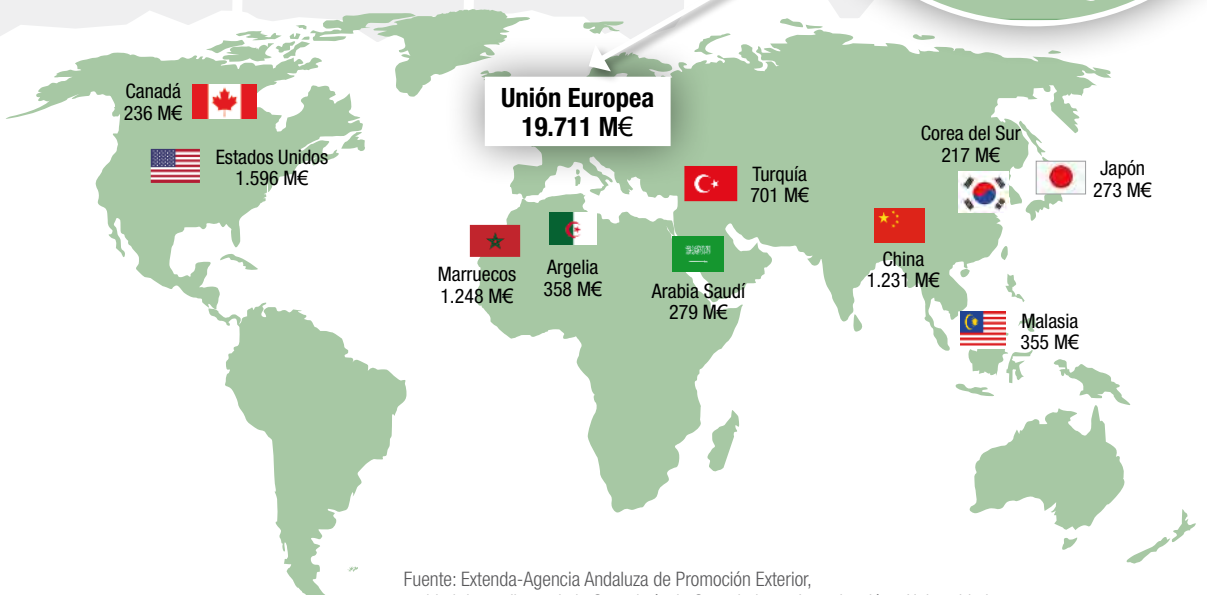 Canadá
236 M€
Estados Unidos
1.596 M€
Unión Europea
19.711 M€
Turquía
701 M€
Corea del Sur
217 M€
Japón
273 M€
China
1.231 M€
Marruecos
1.248 M€
Argelia
358 M€
Arabia Saudí
279 M€
Malasia
355 M€
Fuente: Extenda-Agencia Andaluza de Promoción Exterior,